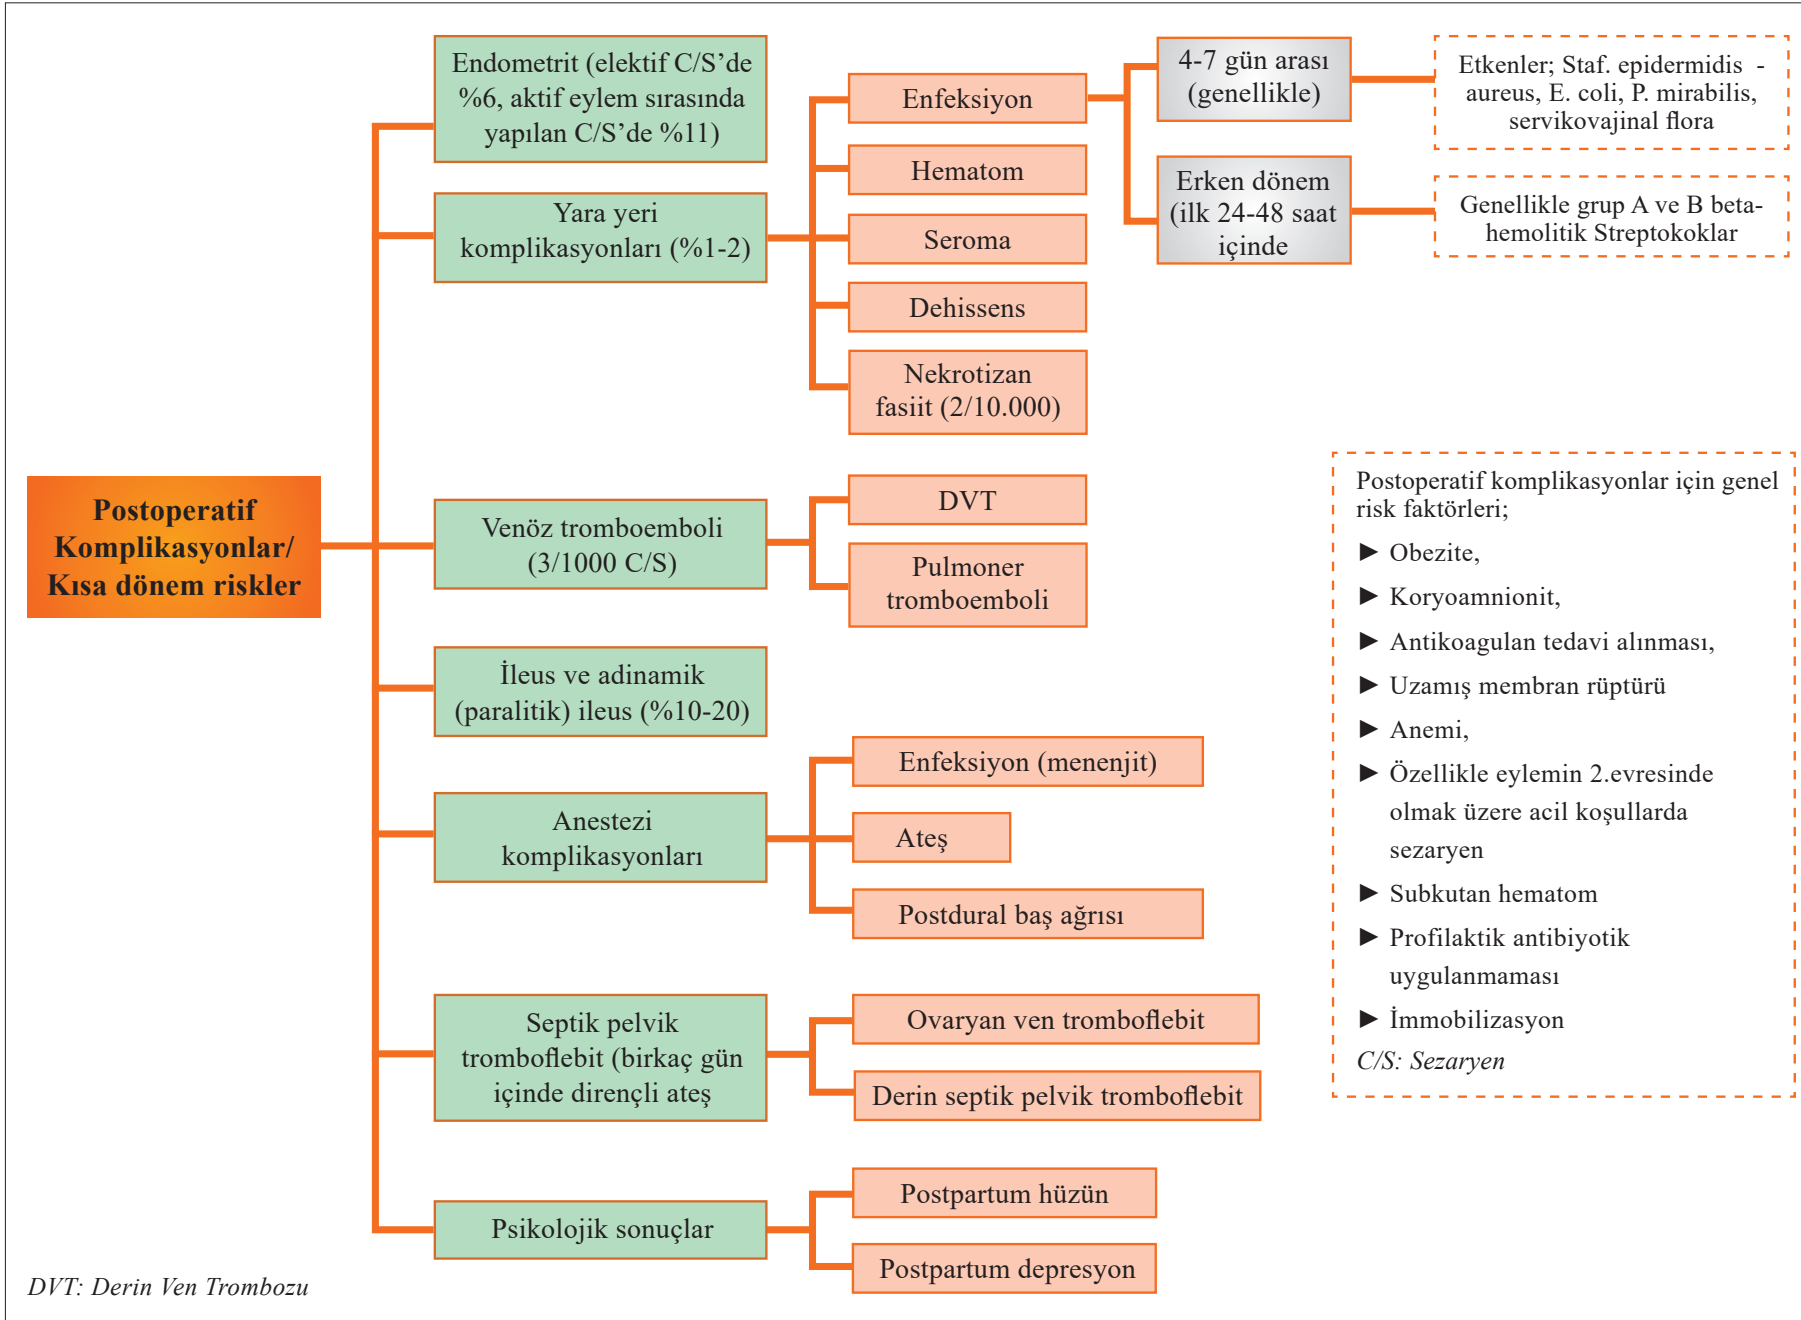 Postoperatif
Komplikasyonlar/
Kısa dönem riskler
Endometrit (elektif C/S’de
%6, aktif eylem sırasında
yapılan C/S’de %11)
Yara yeri
komplikasyonları (%1-2)
Enfeksiyon
4-7 gün arası
(genellikle)
Etkenler; Staf. epidermidis -
aureus, E. coli, P. mirabilis,
servikovajinal flora
Erken dönem
(ilk 24-48 saat
içinde
Genellikle grup A ve B beta-
hemolitik Streptokoklar
Hematom
Seroma
Dehissens
Nekrotizan
fasiit (2/10.000)
Venöz tromboemboli
(3/1000 C/S)
DVT
Pulmoner
tromboemboli
İleus ve adinamik
(paralitik) ileus (%10-20)
Anestezi
komplikasyonları
Enfeksiyon (menenjit)
Ateş
Postdural baş ağrısı
Septik pelvik
tromboflebit (birkaç gün
içinde dirençli ateş
Ovaryan ven tromboflebit
Derin septik pelvik tromboflebit
Psikolojik sonuçlar
Postpartum hüzün
Postpartum depresyon
Postoperatif komplikasyonlar için genel
risk faktörleri;
► Obezite,
► Koryoamnionit,
► Antikoagulan tedavi alınması,
► Uzamış membran rüptürü
► Anemi,
► Özellikle eylemin 2.evresinde
olmak üzere acil koşullarda
sezaryen
► Subkutan hematom
► Profilaktik antibiyotik
uygulanmaması
► İmmobilizasyon
C/S: Sezaryen
DVT: Derin Ven Trombozu